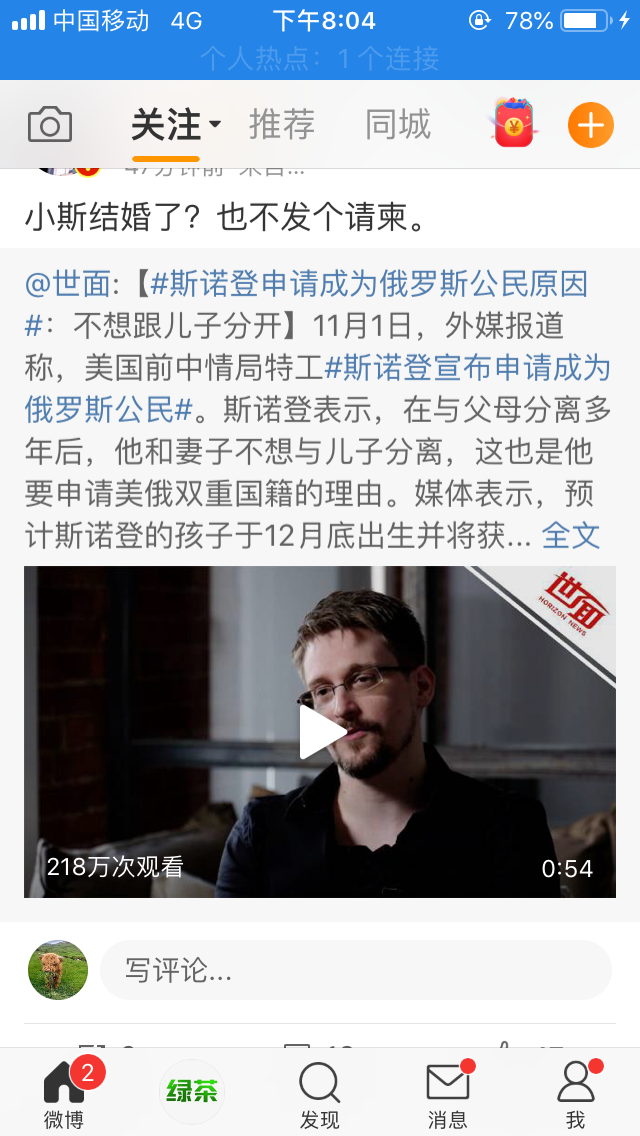 中国移动 4G 下午8:04 78%
个人热点：1 个连接
关注 推荐 同城
小斯结婚了？也不发个请柬。
@世面:【#斯诺登申请成为俄罗斯公民原因
#：不想跟儿子分开】11月1日，外媒报道
称，美国前中情局特工#斯诺登宣布申请成为
俄罗斯公民#。斯诺登表示，在与父母分离多
年后，他和妻子不想与儿子分离，这也是他
要申请美俄双重国籍的理由。媒体表示，预
计斯诺登的孩子于12月底出生并将获... 全文
世面
HORIZON NEWS
218万次观看 0:54
写评论...
2
绿茶
微博 发现 消息 我